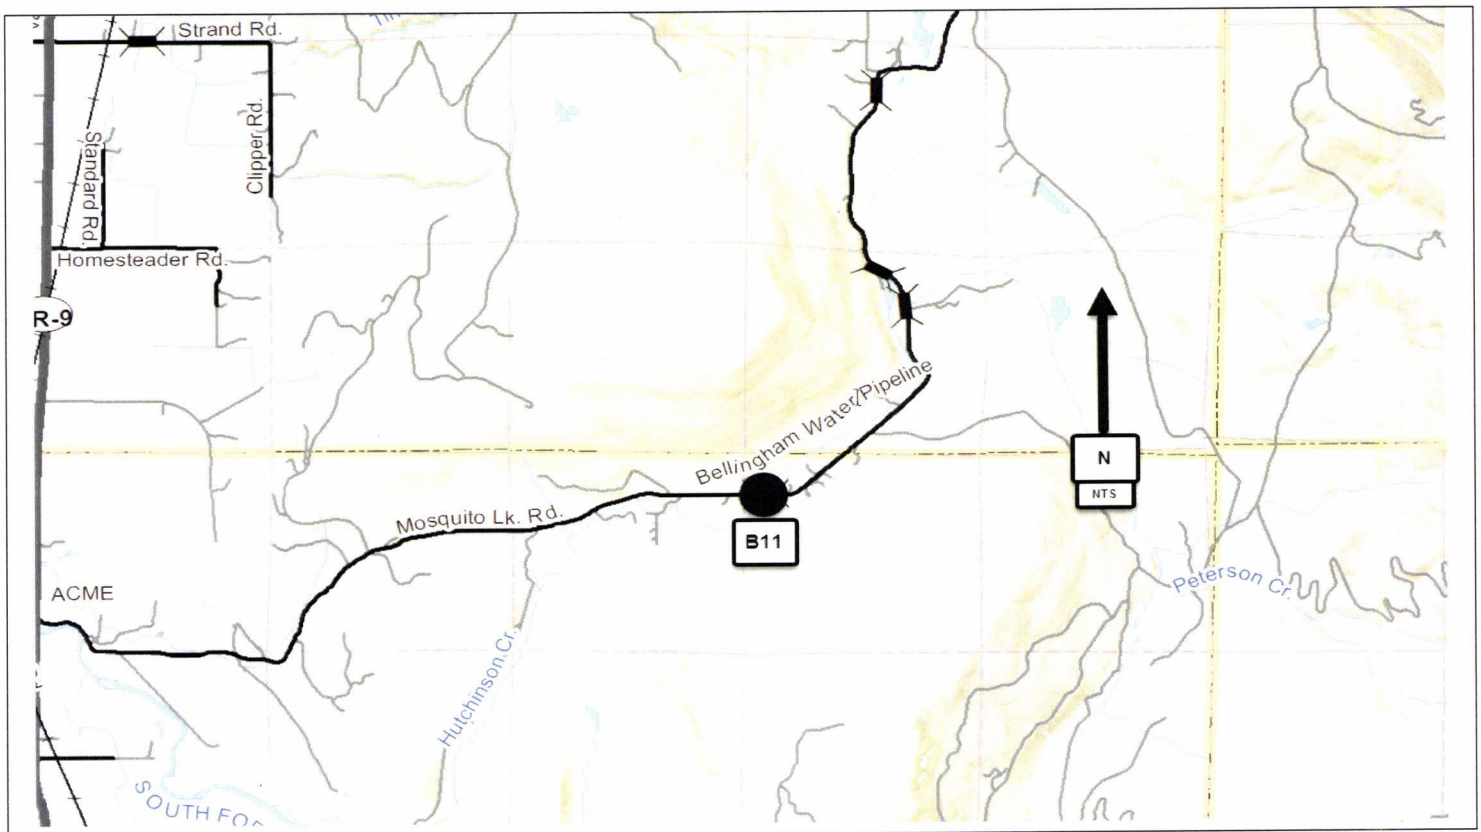 Strand Rd.
Clipper Rd.
Standard Rd.
Homesteader Rd.
R-9
Bellingham Water Pipeline
N
NTS
Mosquito Lk. Rd.
B11
ACME
Peterson Cr.
Hutchinson Cr.
SOUTH FOR